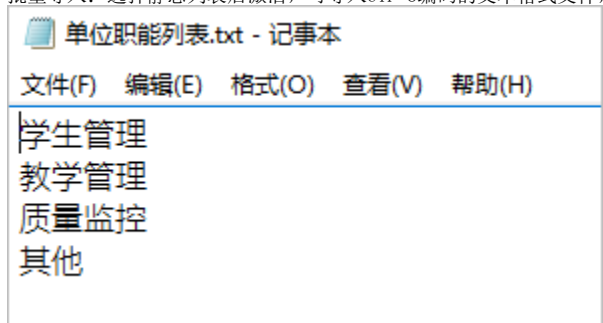 单位职能列表.txt - 记事本
文件(F) 编辑(E) 格式(O) 查看(V) 帮助(H)
学生管理
教学管理
质量监控
其他